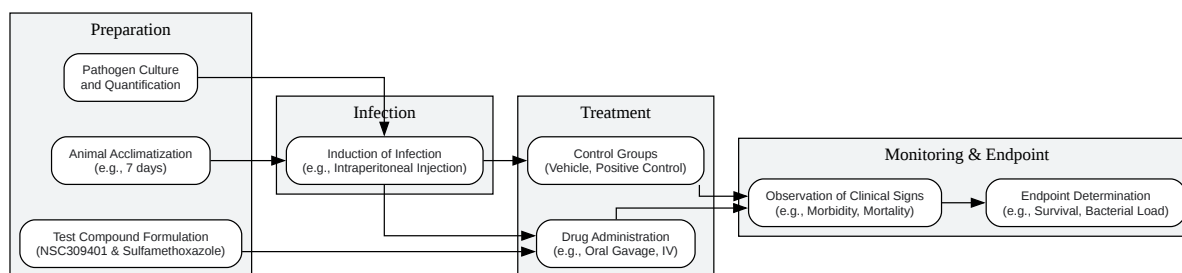 Preparation
Pathogen Culture
and Quantification
Animal Acclimatization
(e.g., 7 days)
Test Compound Formulation
(NSC309401 & Sulfamethoxazole)
Infection
Induction of Infection
(e.g., Intraperitoneal Injection)
Treatment
Control Groups
(Vehicle, Positive Control)
Drug Administration
(e.g., Oral Gavage, IV)
Monitoring & Endpoint
Observation of Clinical Signs
(e.g., Morbidity, Mortality)
Endpoint Determination
(e.g., Survival, Bacterial Load)